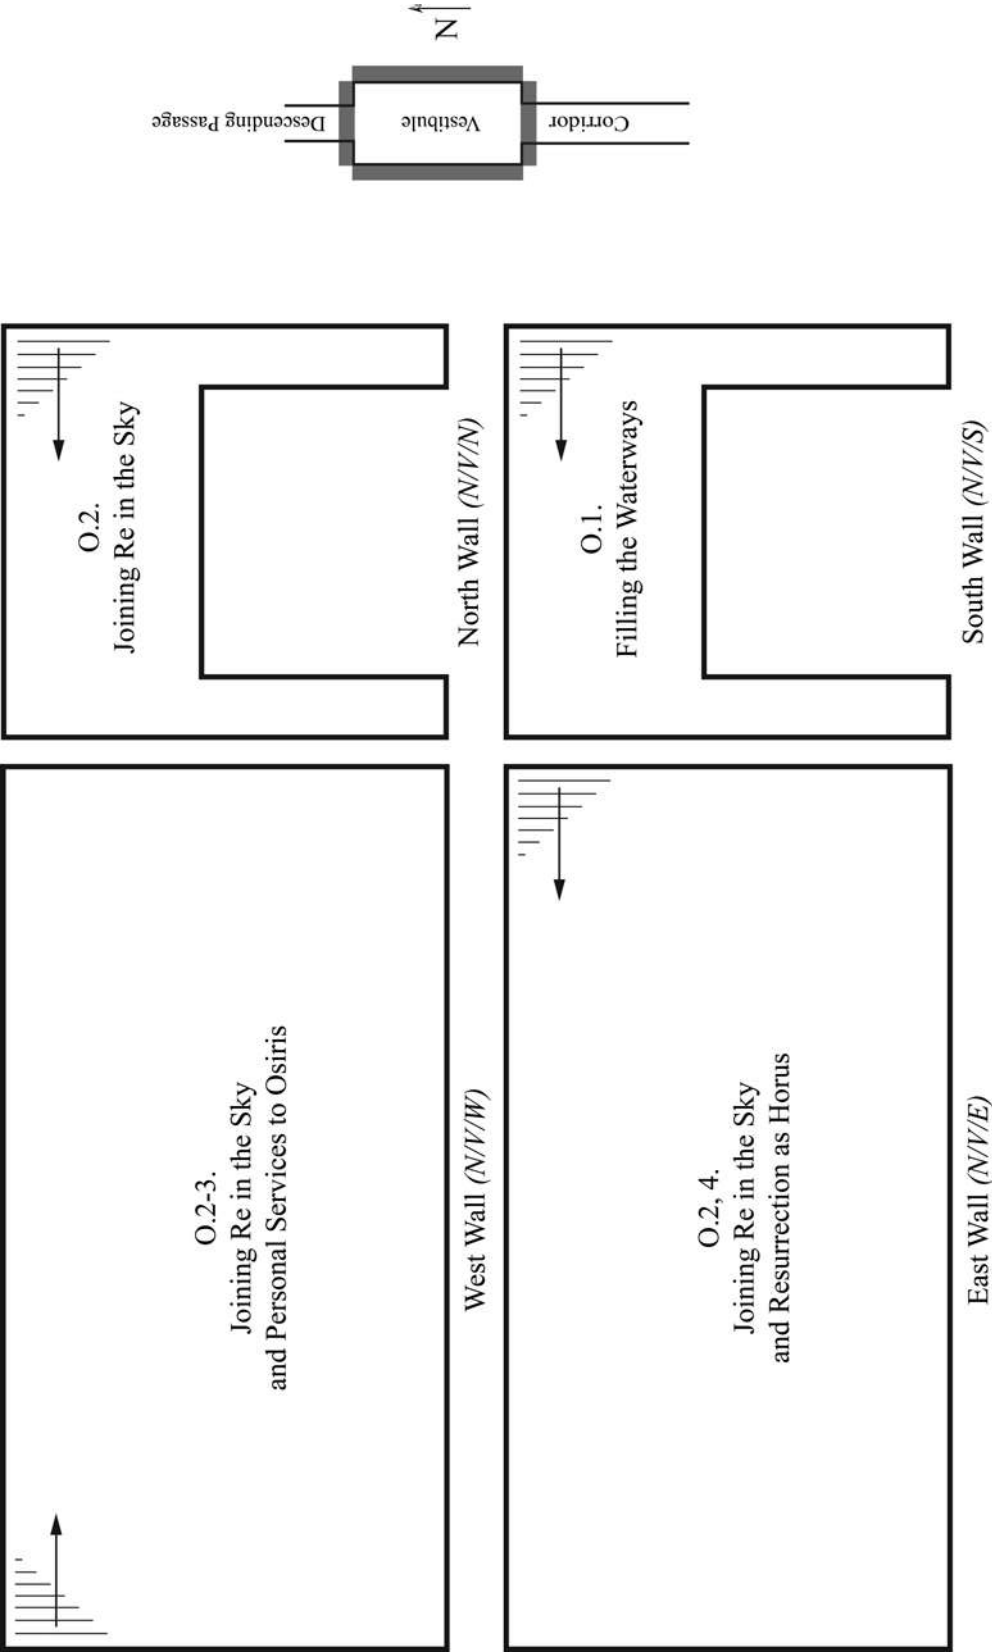 O.2-3.
Joining Re in the Sky
and Personal Services to Osiris
West Wall (N/V/W)
O.2.
Joining Re in the Sky
North Wall (N/V/N)
N
Descending Passage
Vestibule
Corridor
O.2, 4.
Joining Re in the Sky
and Resurrection as Horus
East Wall (N/V/E)
O.1.
Filling the Waterways
South Wall (N/V/S)